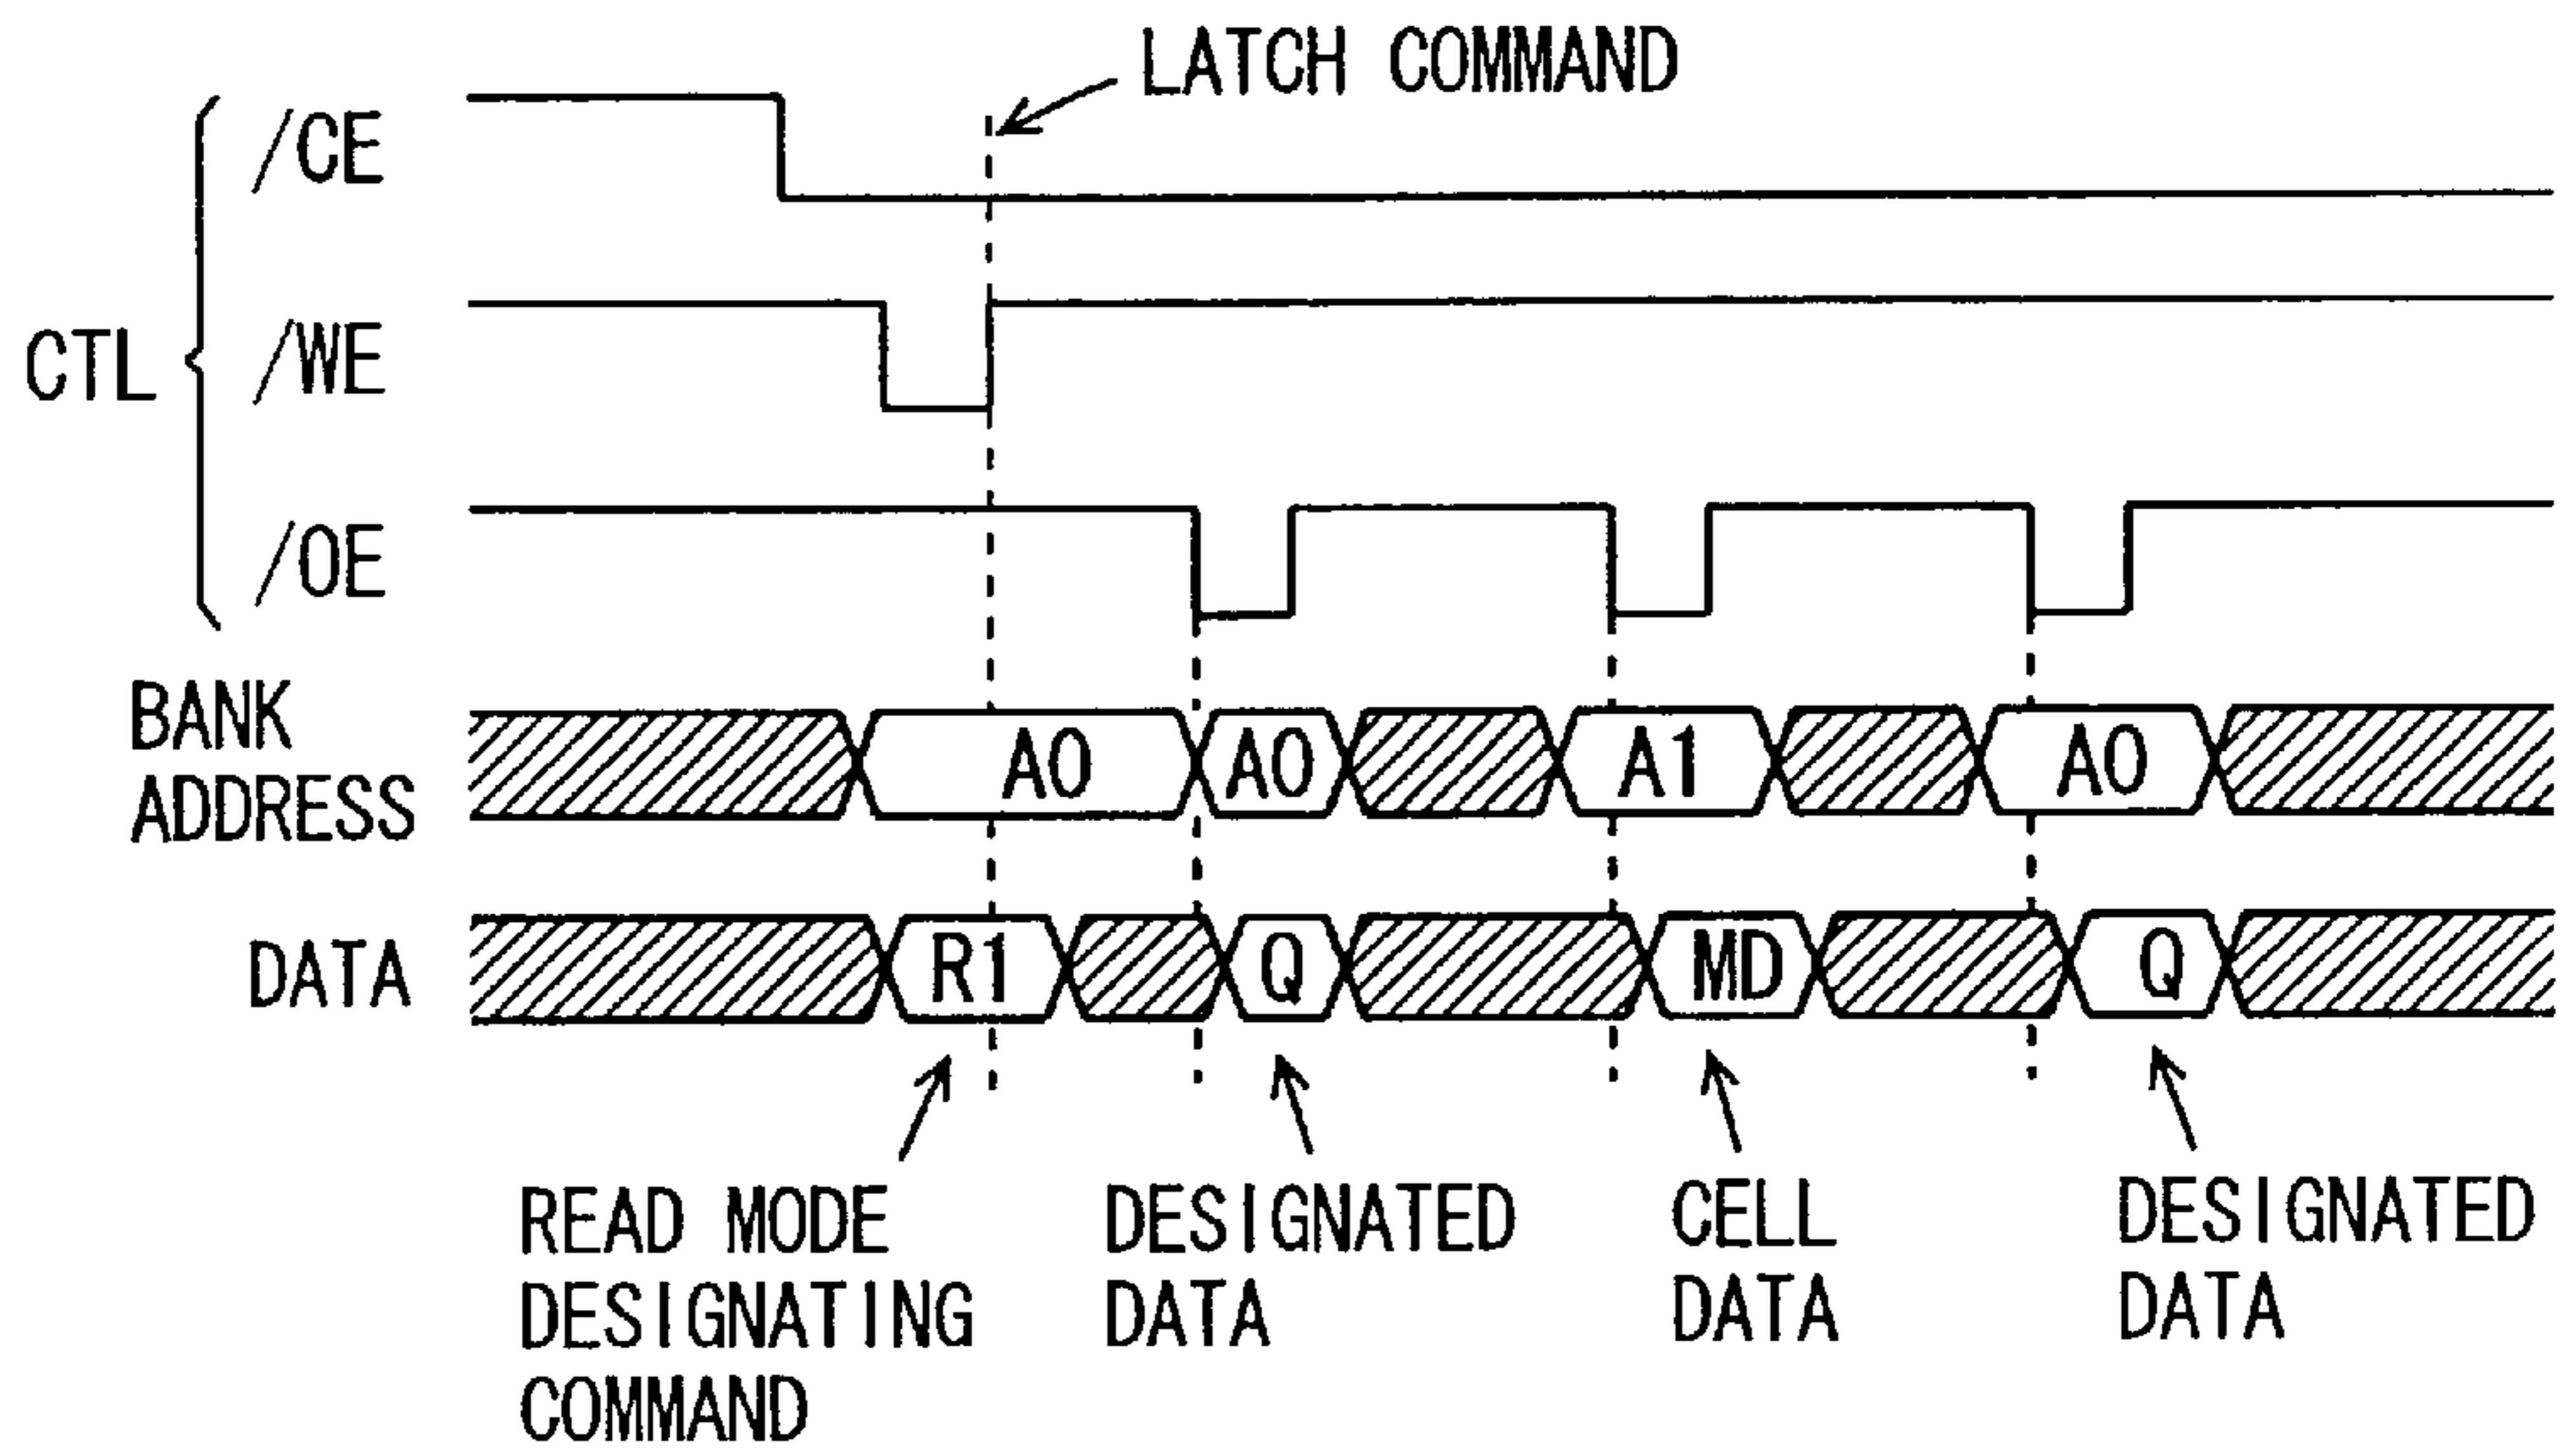 LATCH COMMAND
/CE
CTL
/WE
/OE
BANK
ADDRESS
A0 A0 A1 A0
DATA
R1 Q MD Q
READ MODE
DESIGNATING
COMMAND
DESIGNATED
DATA
CELL
DATA
DESIGNATED
DATA